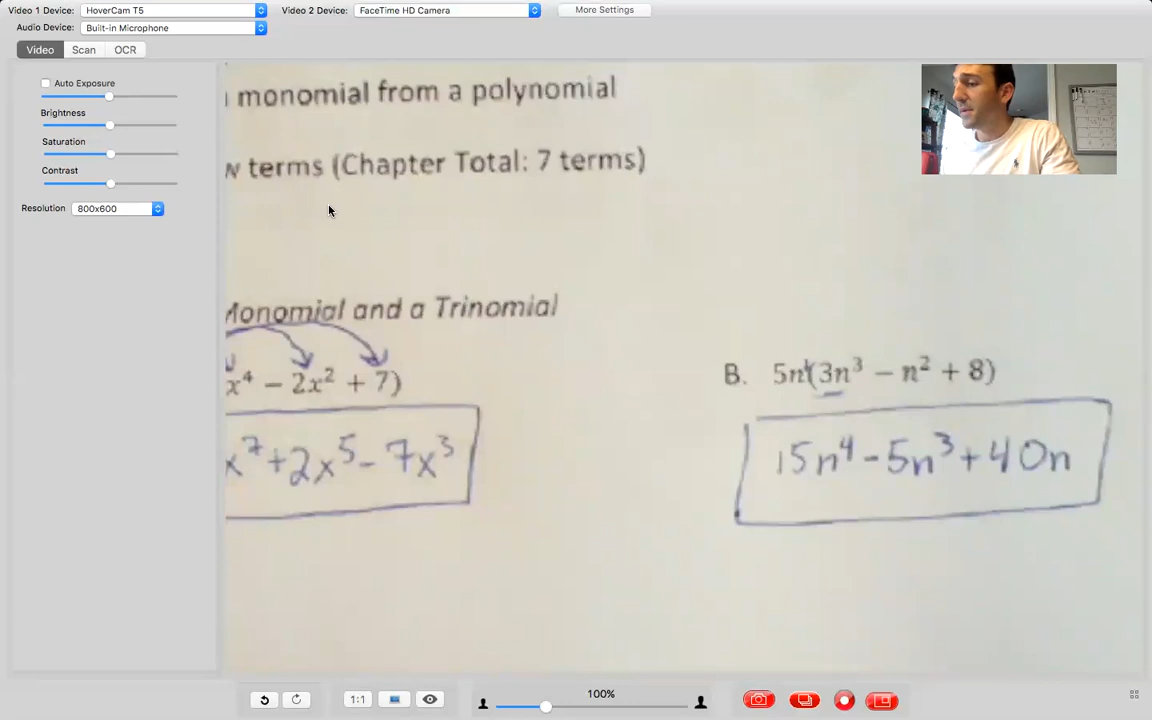 Video 1 Device: HoverCam T5 Video 2 Device: FaceTime HD Camera More Settings
Audio Device: Built-in Microphone
Video Scan OCR
Auto Exposure
Brightness
Saturation
Contrast
Resolution 800x600
monomial from a polynomial
w terms (Chapter Total: 7 terms)
Monomial and a Trinomial
x⁴ − 2x² + 7)
x⁷+2x⁵-7x³
B. 5n(3n³ − n² + 8)
15n⁴-5n³+40n
1:1 100%